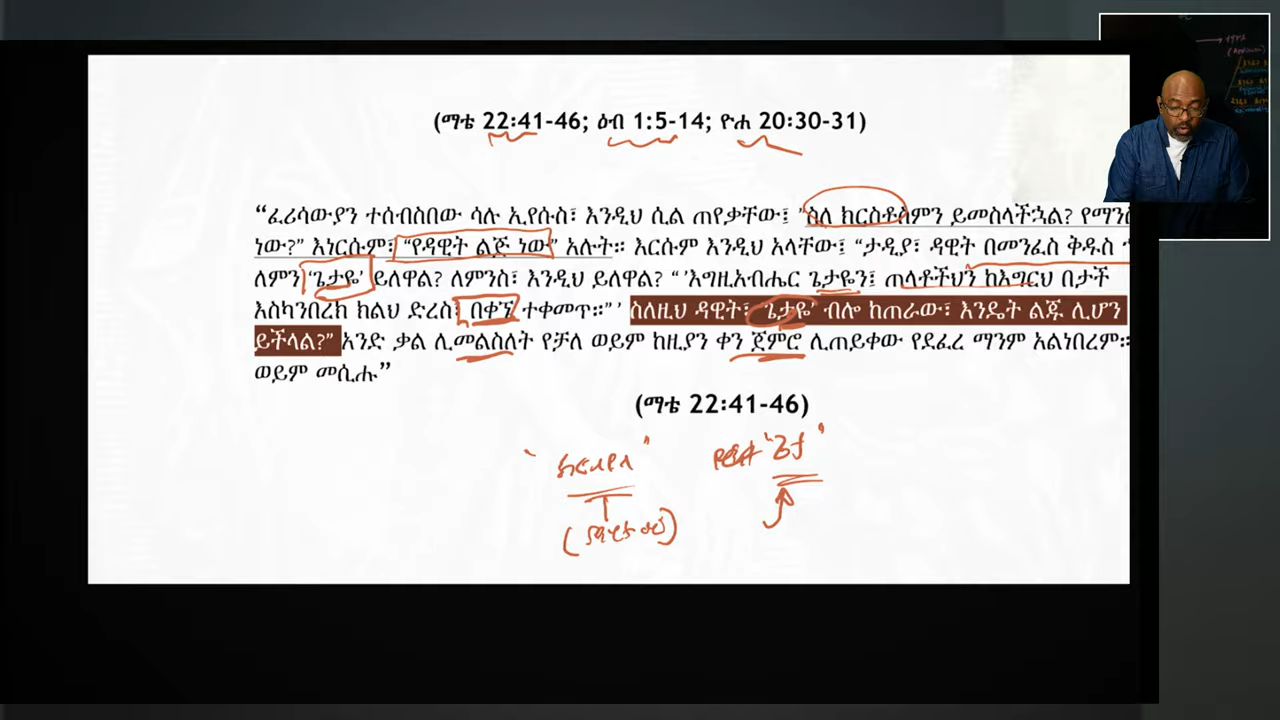 (ማቴ 22፡41-46; ዕብ 1:5-14; ዮሐ 20፡30-31)
“ፈሪሳውያን ተሰብስበው ሳሉ ኢየሱስ፣ እንዲህ ሲል ጠየቃቸው፤ "ስለ ክርስቶስምን ይመስላችኋል? የማን
ነው?” እነርሱም፣ “የዳዊት ልጅ ነው” አሉት። እርሱም እንዲህ አላቸው፤ “ታዲያ፣ ዳዊት በመንፈስ ቅዱስ
ለምን ‘ጌታዬ’ ይለዋል? ለምንስ፣ እንዲህ ይለዋል? “ ’እግዚአብሔር ጌታዬን፤ ጠላቶችህን ከእግርህ በታች
እስካንበረክ ክልህ ድረስ፣ በቀኜ ተቀመጥ።” ’ ስለዚህ ዳዊት፣ ‘ጌታዬ’ ብሎ ከጠራው፣ እንዴት ልጁ ሊሆን
ይችላል?” አንድ ቃል ሊመልስለት የቻለ ወይም ከዚያን ቀን ጀምሮ ሊጠይቀው የደፈረ ማንም አልነበረም።
ወይም መሲሑ”
(ማቴ 22፡41-46)
"ጌታ"